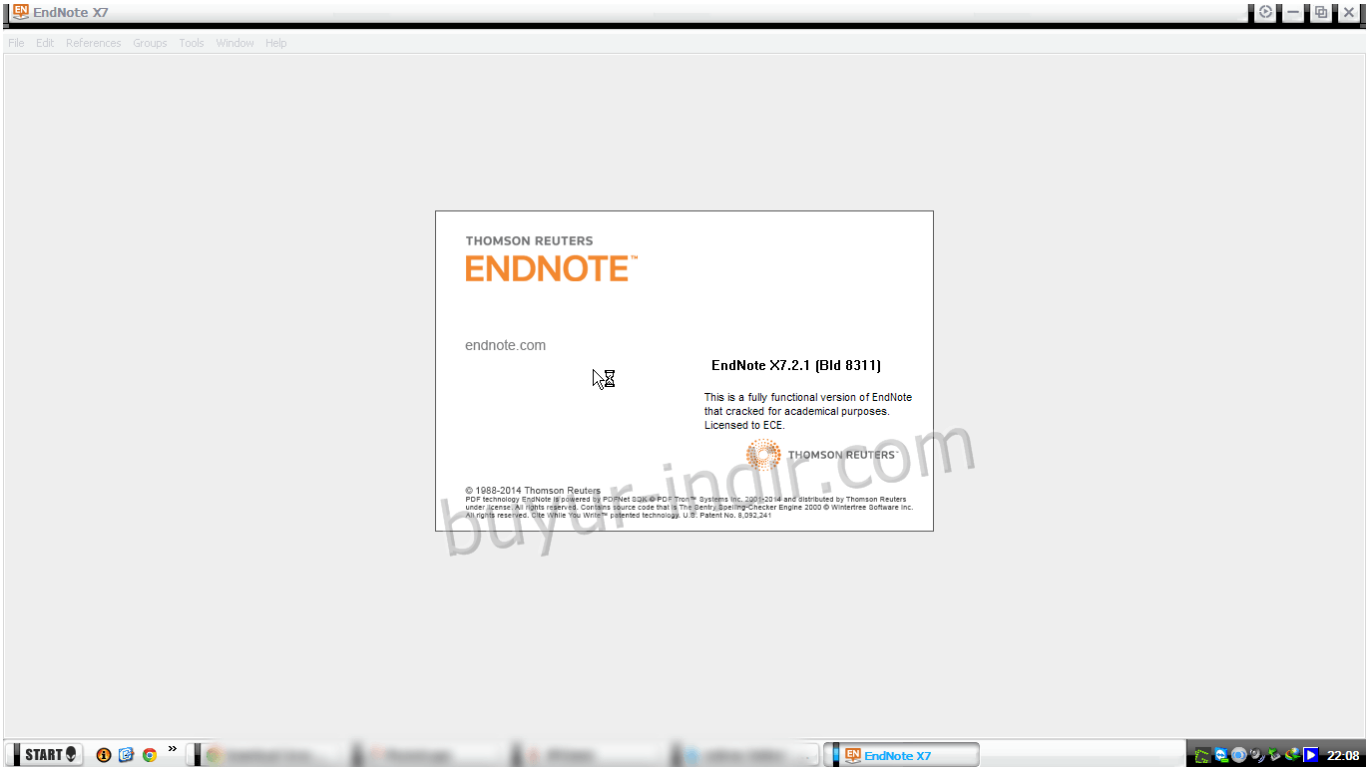 EndNote X7
File Edit References Groups Tools Window Help
THOMSON REUTERS
ENDNOTE™
endnote.com
EndNote X7.2.1 (Bld 8311)
This is a fully functional version of EndNote
that cracked for academical purposes.
Licensed to ECE.
THOMSON REUTERS™
buyur-indir.com
© 1988-2014 Thomson Reuters
PDF technology EndNote is powered by PDFNet SDK © PDF Tron™ Systems Inc. 2001-2014 and distributed by Thomson Reuters
under license. All rights reserved. Contains source code that is The Sentry Spelling-Checker Engine 2000 © Wintertree Software Inc.
All rights reserved. Cite While You Write™ patented technology. U.S. Patent No. 8,092,241
START
EndNote X7
22:08